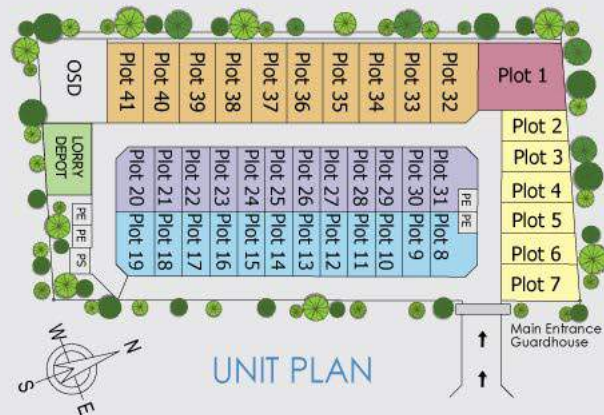 OSD
Plot 41
Plot 40
Plot 39
Plot 38
Plot 37
Plot 36
Plot 35
Plot 34
Plot 33
Plot 32
Plot 1
Plot 2
Plot 3
Plot 4
Plot 5
Plot 6
Plot 7
LORRY
DEPOT
PE
PE
PS
Plot 20
Plot 21
Plot 22
Plot 23
Plot 24
Plot 25
Plot 26
Plot 27
Plot 28
Plot 29
Plot 30
Plot 31
PE
PE
Plot 19
Plot 18
Plot 17
Plot 16
Plot 15
Plot 14
Plot 13
Plot 12
Plot 11
Plot 10
Plot 9
Plot 8
Main Entrance
Guardhouse
W
N
S
E
UNIT PLAN